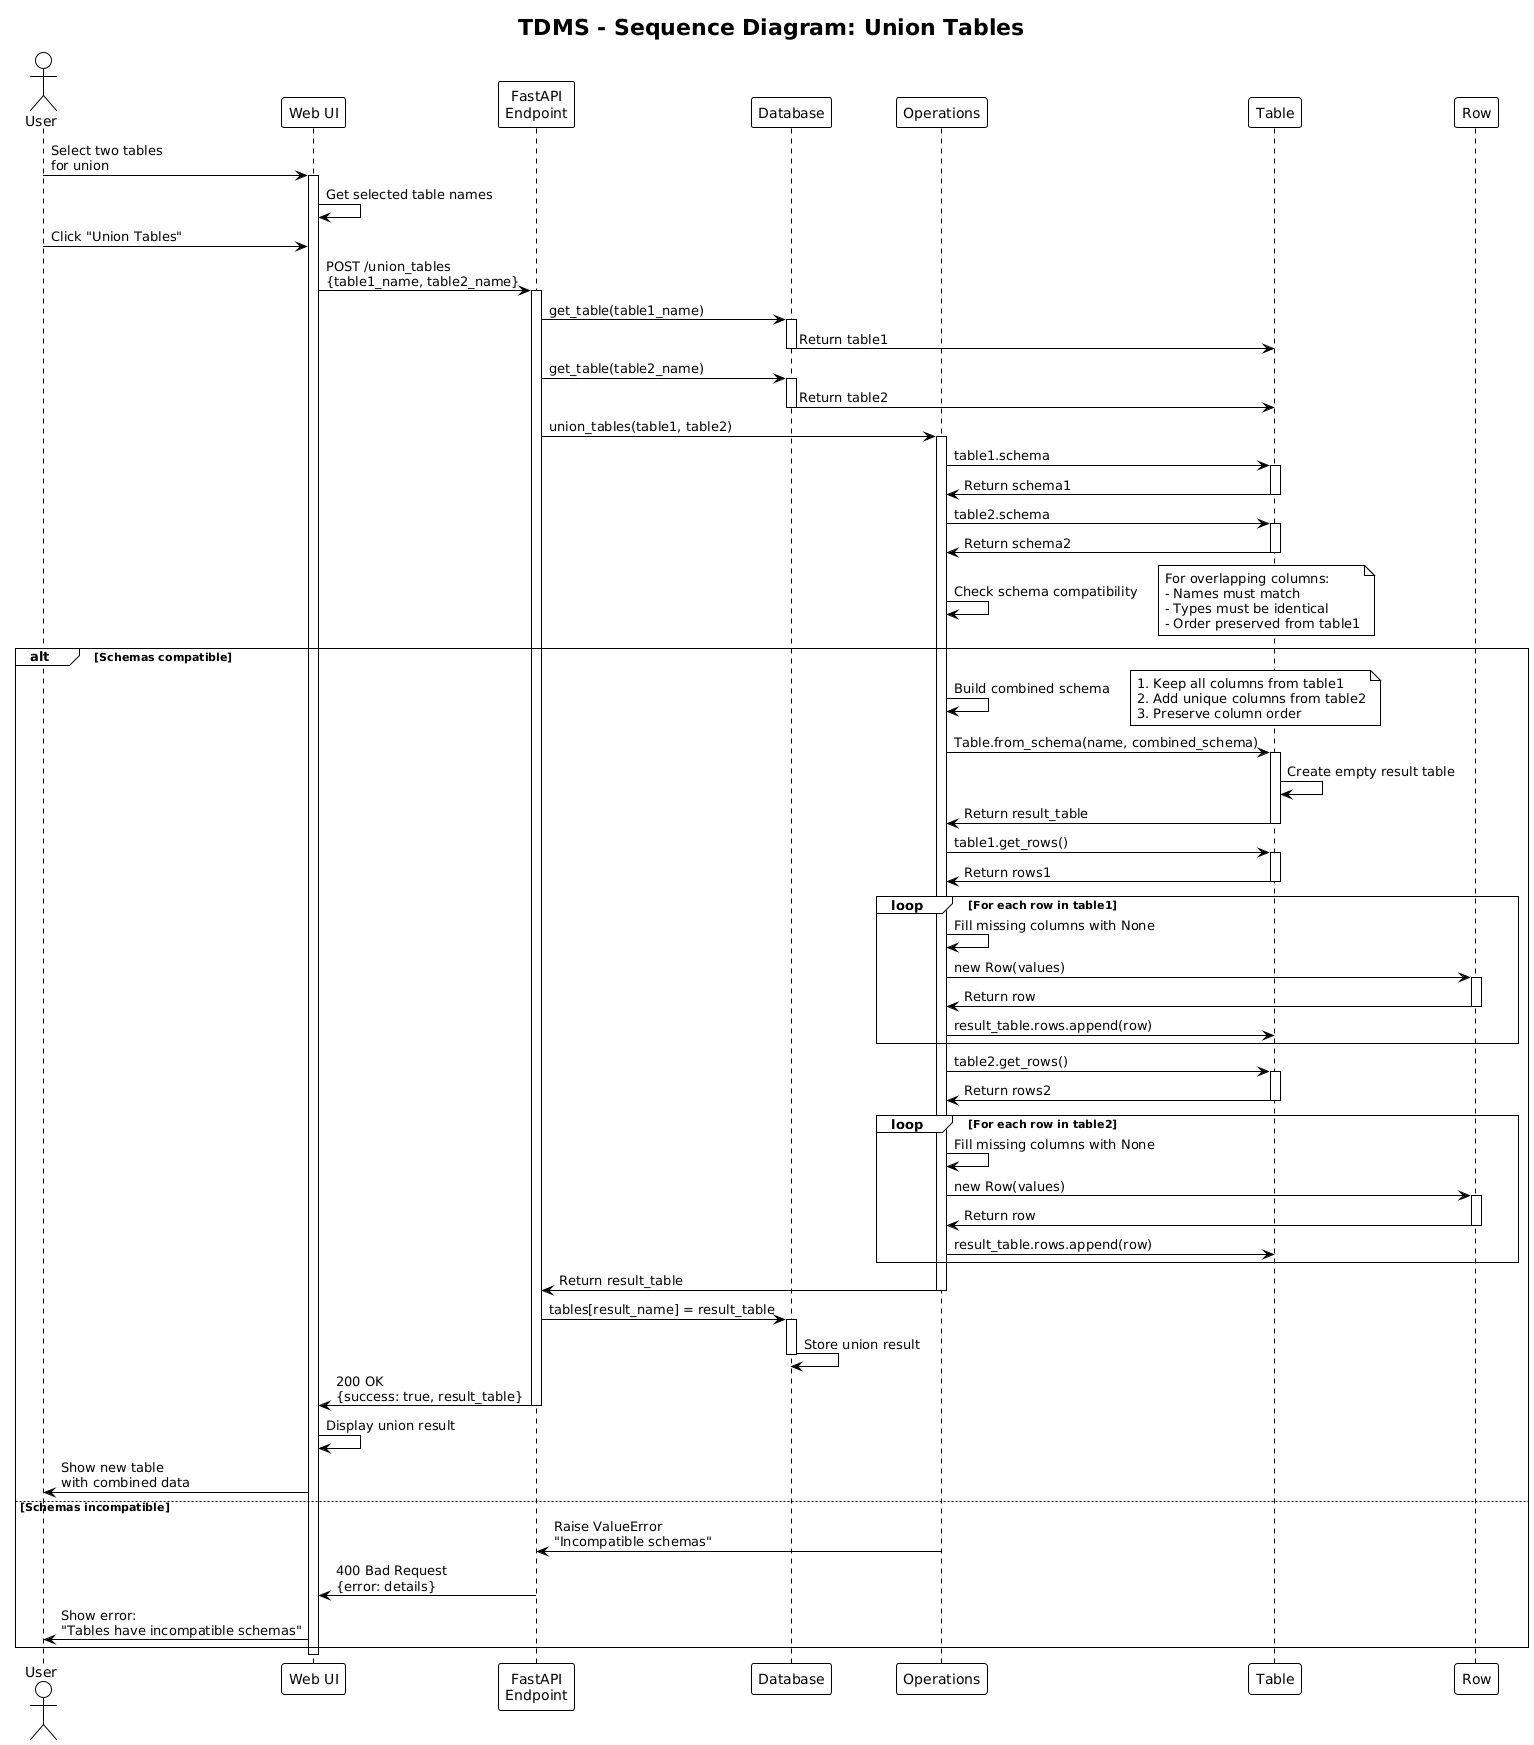 TDMS - Sequence Diagram: Union Tables
User
Web UI
FastAPI
Endpoint
Database
Operations
Table
Row
Select two tables
for union
Get selected table names
Click "Union Tables"
POST /union_tables
{table1_name, table2_name}
get_table(table1_name)
Return table1
get_table(table2_name)
Return table2
union_tables(table1, table2)
table1.schema
Return schema1
table2.schema
Return schema2
Check schema compatibility
For overlapping columns:
- Names must match
- Types must be identical
- Order preserved from table1
alt
[Schemas compatible]
Build combined schema
1. Keep all columns from table1
2. Add unique columns from table2
3. Preserve column order
Table.from_schema(name, combined_schema)
Create empty result table
Return result_table
table1.get_rows()
Return rows1
loop
[For each row in table1]
Fill missing columns with None
new Row(values)
Return row
result_table.rows.append(row)
table2.get_rows()
Return rows2
loop
[For each row in table2]
Fill missing columns with None
new Row(values)
Return row
result_table.rows.append(row)
Return result_table
tables[result_name] = result_table
Store union result
200 OK
{success: true, result_table}
Display union result
Show new table
with combined data
[Schemas incompatible]
Raise ValueError
"Incompatible schemas"
400 Bad Request
{error: details}
Show error:
"Tables have incompatible schemas"
User
Web UI
FastAPI
Endpoint
Database
Operations
Table
Row